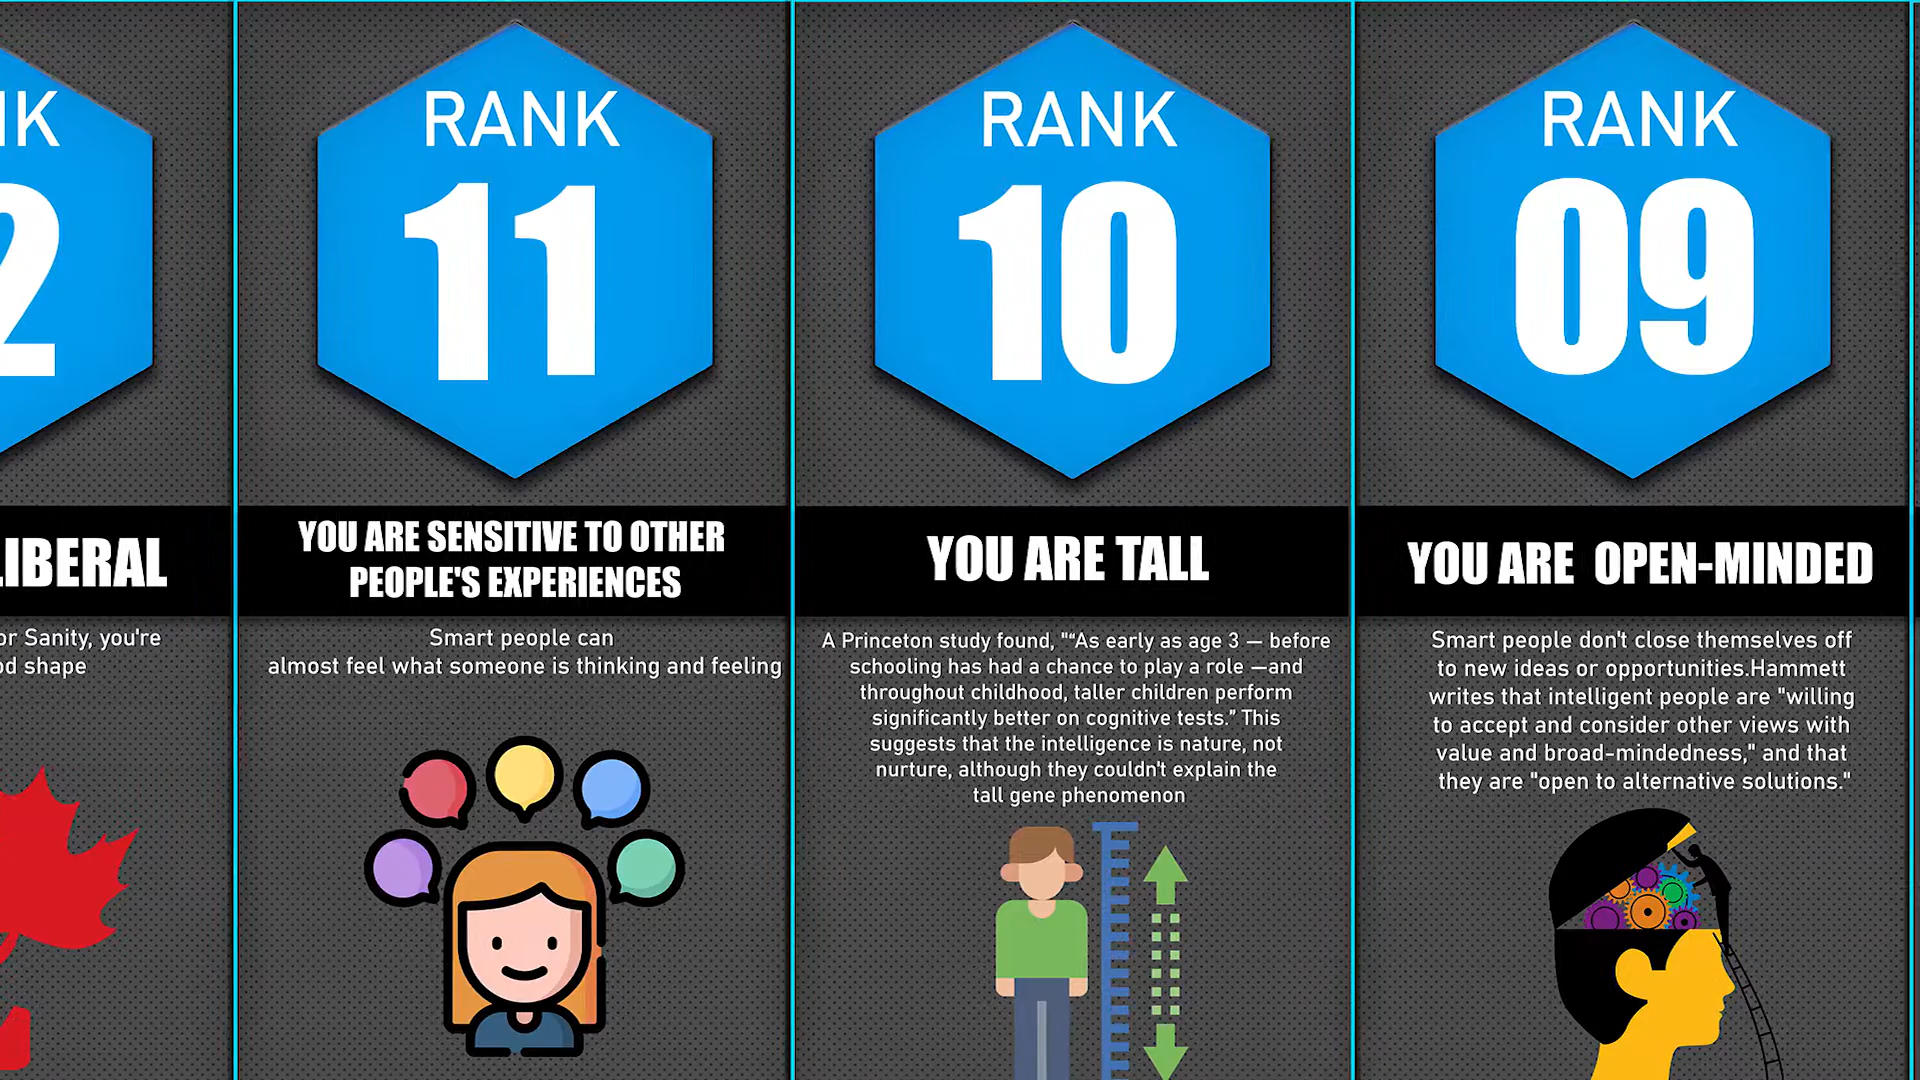 NK
2
LIBERAL
or Sanity, you're
od shape
RANK
11
YOU ARE SENSITIVE TO OTHER
PEOPLE'S EXPERIENCES
Smart people can
almost feel what someone is thinking and feeling
RANK
10
YOU ARE TALL
A Princeton study found, "“As early as age 3 — before
schooling has had a chance to play a role —and
throughout childhood, taller children perform
significantly better on cognitive tests.” This
suggests that the intelligence is nature, not
nurture, although they couldn't explain the
tall gene phenomenon
RANK
09
YOU ARE  OPEN-MINDED
Smart people don't close themselves off
to new ideas or opportunities.Hammett
writes that intelligent people are "willing
to accept and consider other views with
value and broad-mindedness," and that
they are "open to alternative solutions."